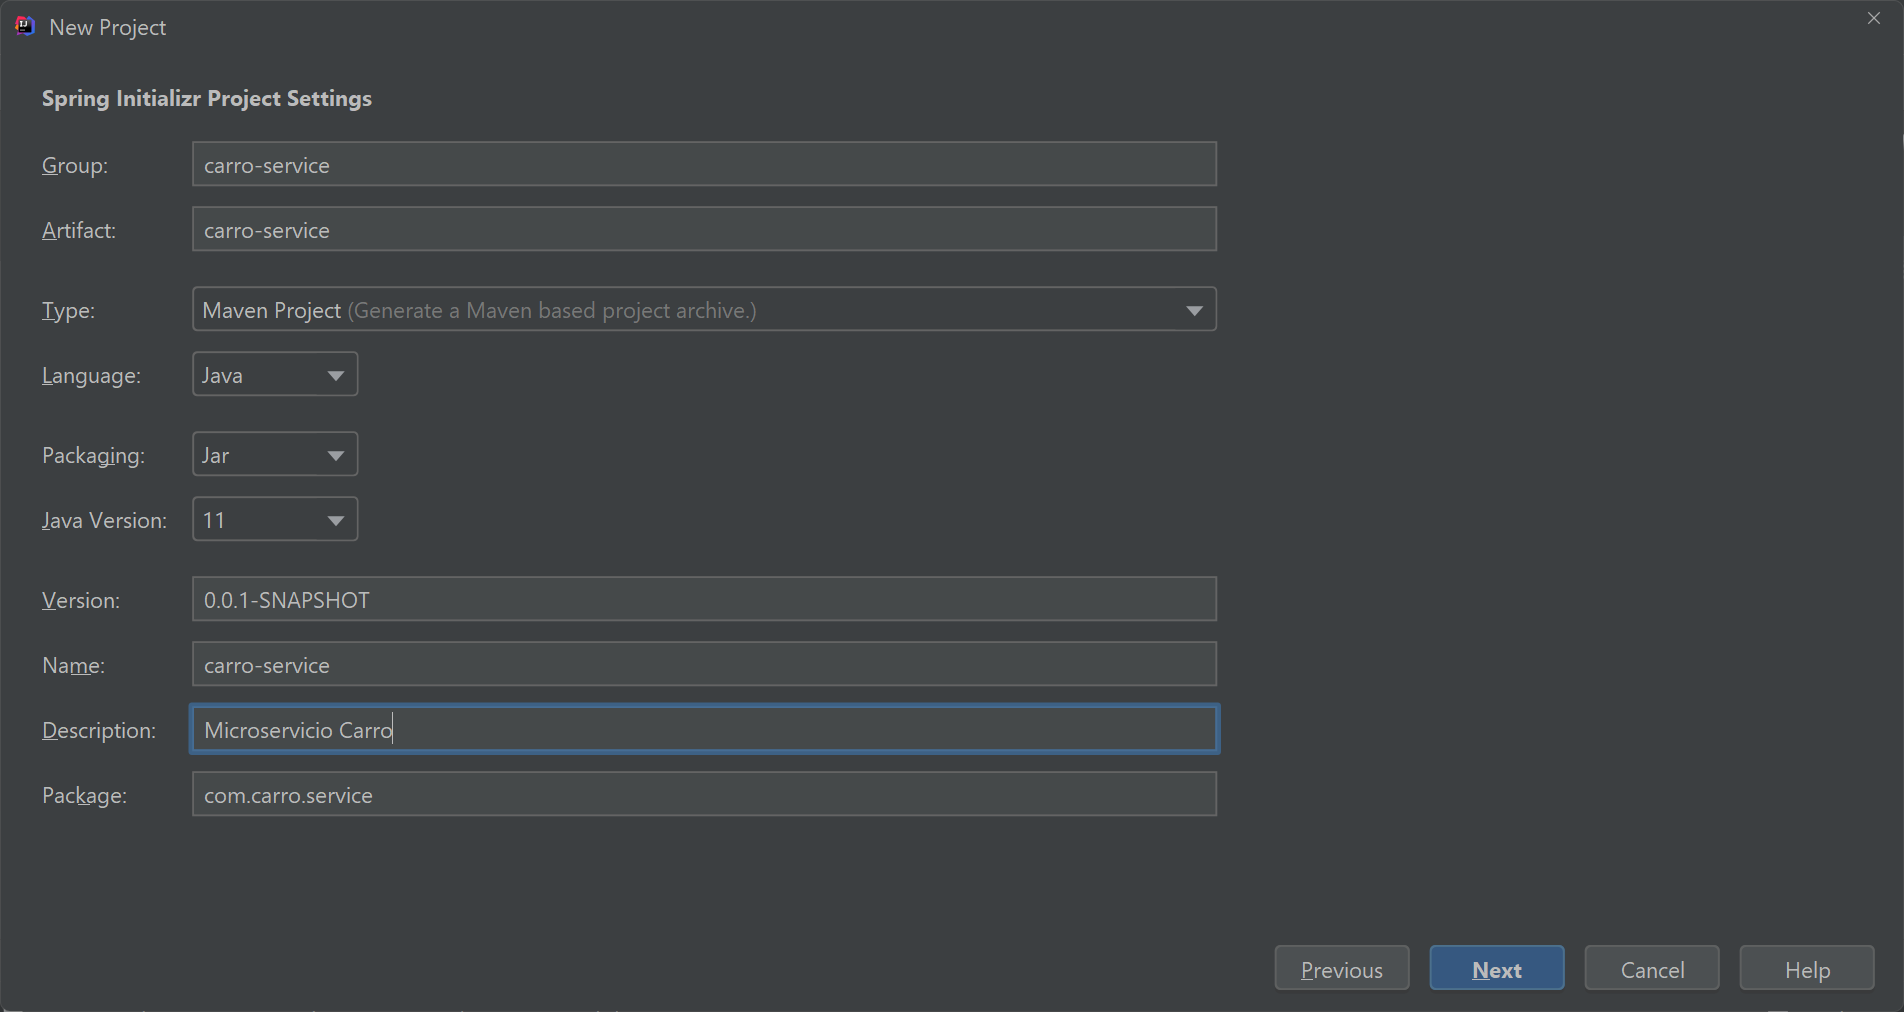 New Project
Spring Initializr Project Settings
Group: carro-service
Artifact: carro-service
Type: Maven Project (Generate a Maven based project archive.)
Language: Java
Packaging: Jar
Java Version: 11
Version: 0.0.1-SNAPSHOT
Name: carro-service
Description: Microservicio Carro
Package: com.carro.service
Previous Next Cancel Help